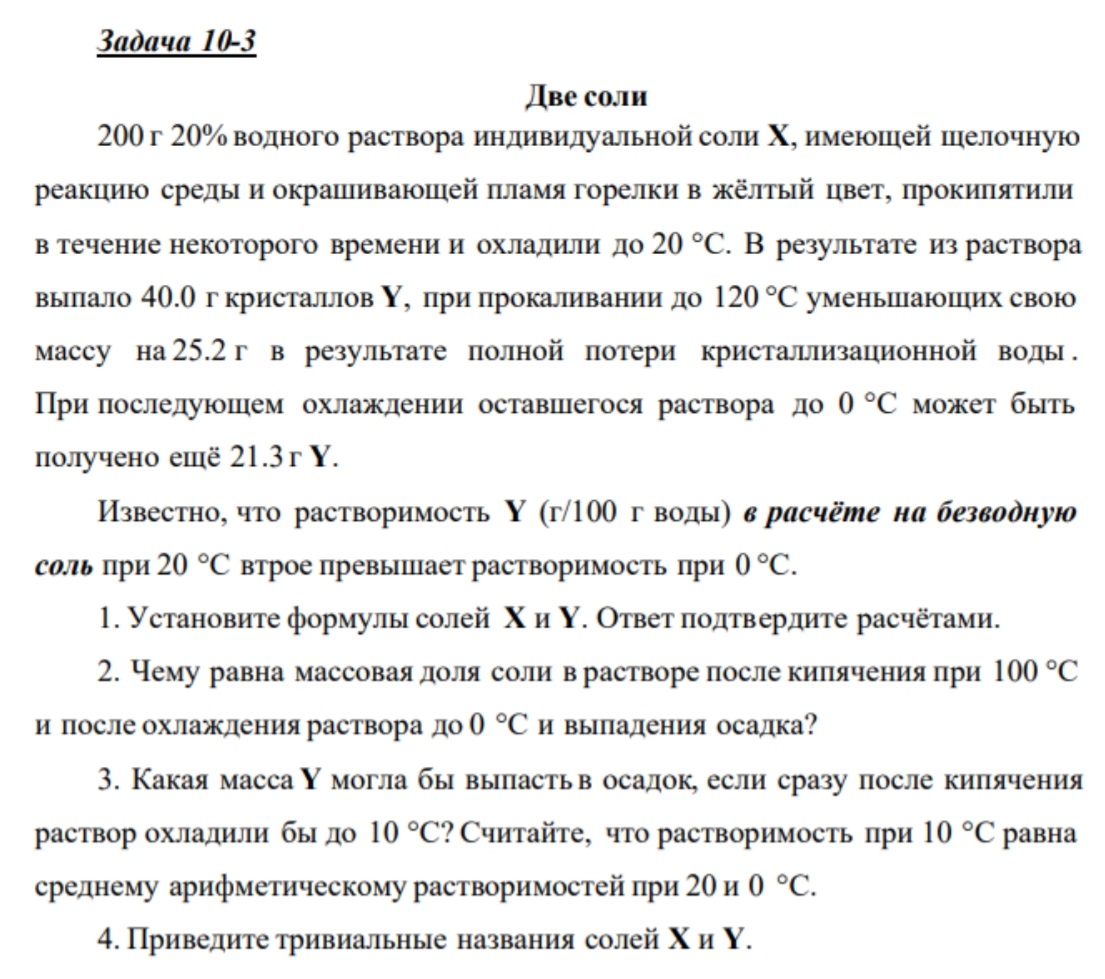 Задача 10-3
Две соли
200 г 20% водного раствора индивидуальной соли X, имеющей щелочную
реакцию среды и окрашивающей пламя горелки в жёлтый цвет, прокипятили
в течение некоторого времени и охладили до 20 °С. В результате из раствора
выпало 40.0 г кристаллов Y, при прокаливании до 120 °С уменьшающих свою
массу на 25.2 г в результате полной потери кристаллизационной воды.
При последующем охлаждении оставшегося раствора до 0 °С может быть
получено ещё 21.3 г Y.
Известно, что растворимость Y (г/100 г воды) в расчёте на безводную
соль при 20 °С втрое превышает растворимость при 0 °С.
1. Установите формулы солей X и Y. Ответ подтвердите расчётами.
2. Чему равна массовая доля соли в растворе после кипячения при 100 °С
и после охлаждения раствора до 0 °С и выпадения осадка?
3. Какая масса Y могла бы выпасть в осадок, если сразу после кипячения
раствор охладили бы до 10 °С? Считайте, что растворимость при 10 °С равна
среднему арифметическому растворимостей при 20 и 0 °С.
4. Приведите тривиальные названия солей X и Y.